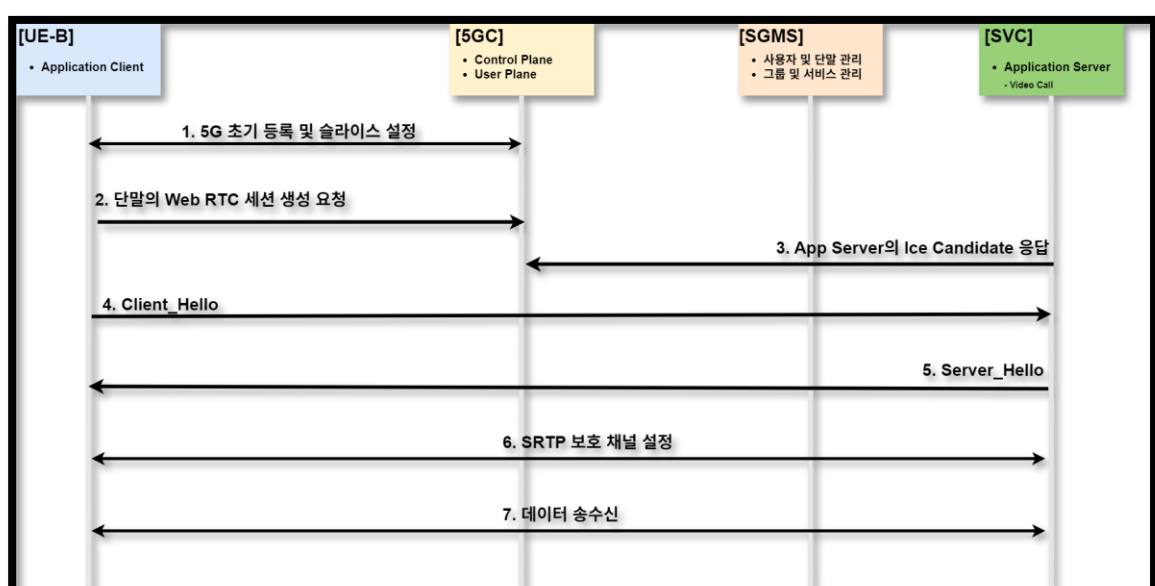 [UE-B]
• Application Client
[5GC]
• Control Plane
• User Plane
[SGMS]
• 사용자 및 단말 관리
• 그룹 및 서비스 관리
[SVC]
• Application Server
- Video Call
1. 5G 초기 등록 및 슬라이스 설정
2. 단말의 Web RTC 세션 생성 요청
3. App Server의 Ice Candidate 응답
4. Client_Hello
5. Server_Hello
6. SRTP 보호 채널 설정
7. 데이터 송수신